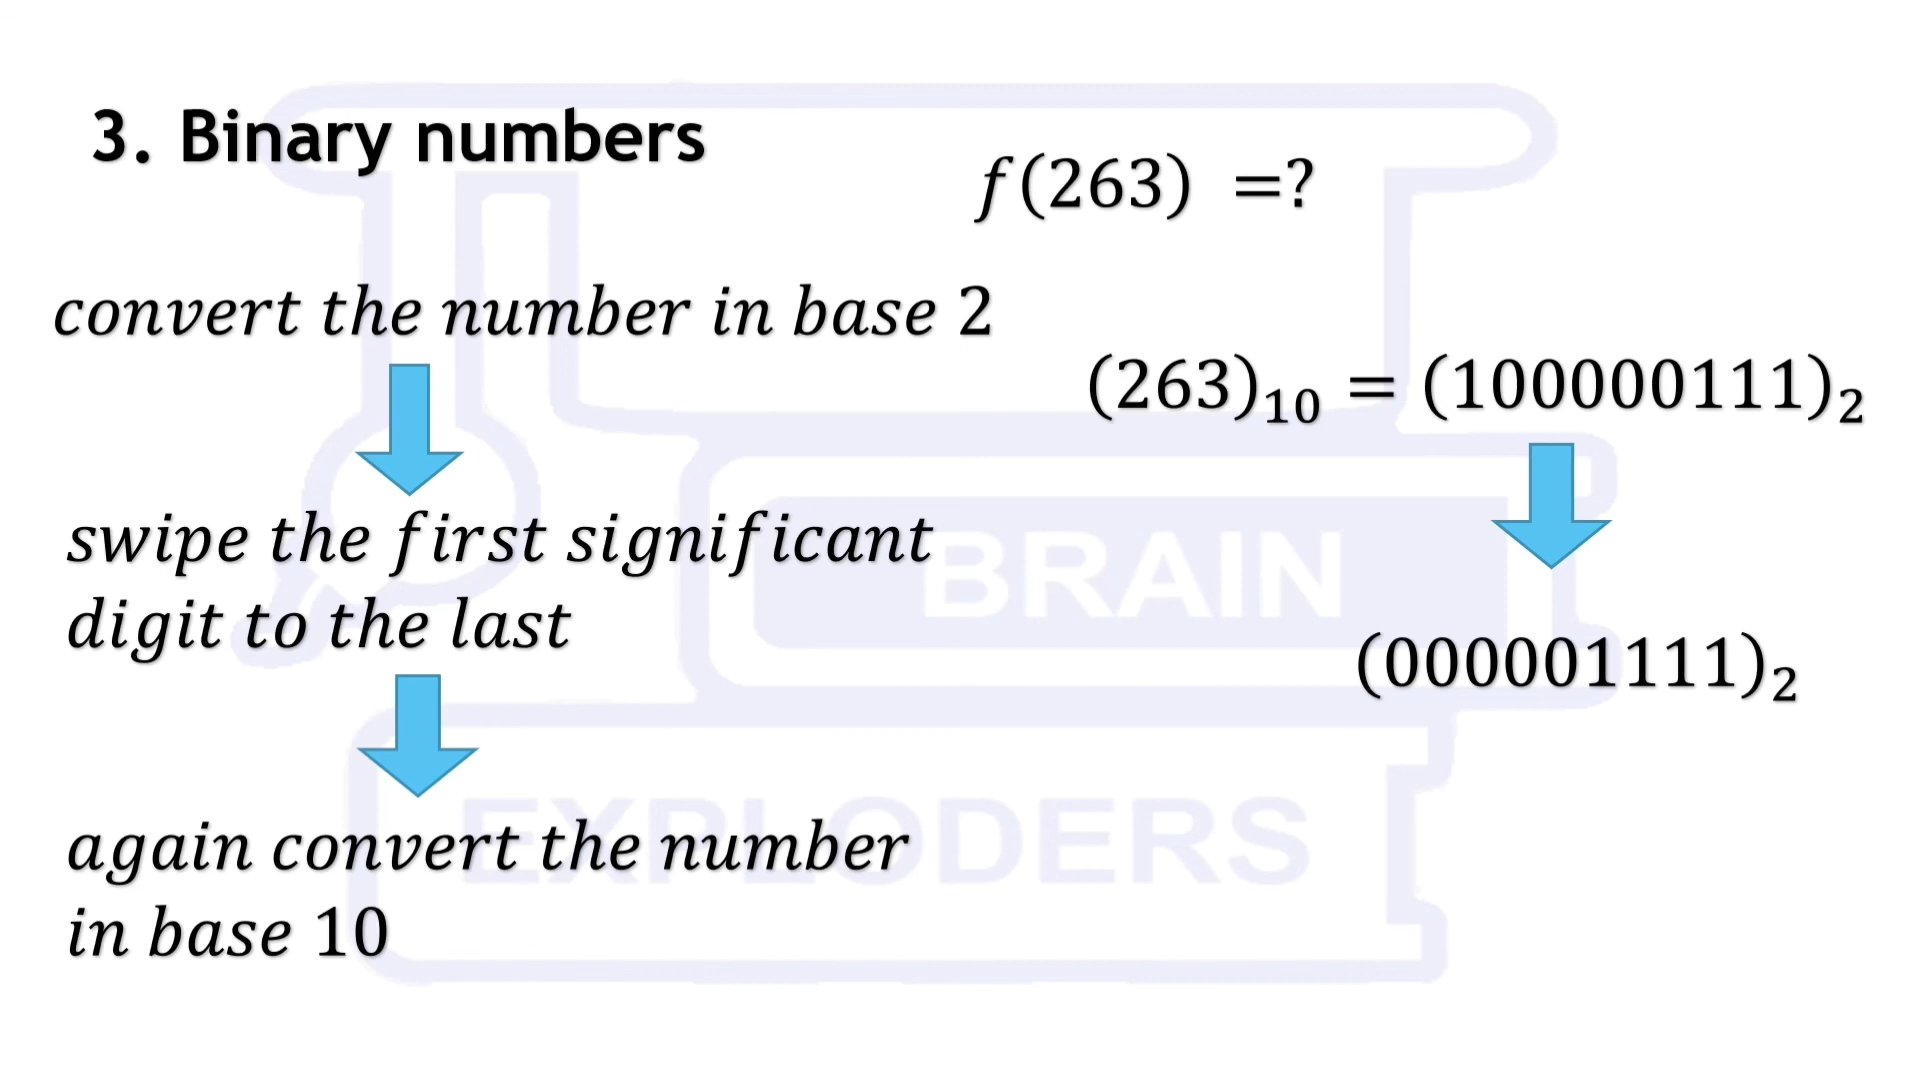 3. Binary numbers
f(263) =?
convert the number in base 2
(263)₁₀ = (100000111)₂
swipe the first significant
digit to the last
(000001111)₂
again convert the number
in base 10
BRAIN
EXPLODERS